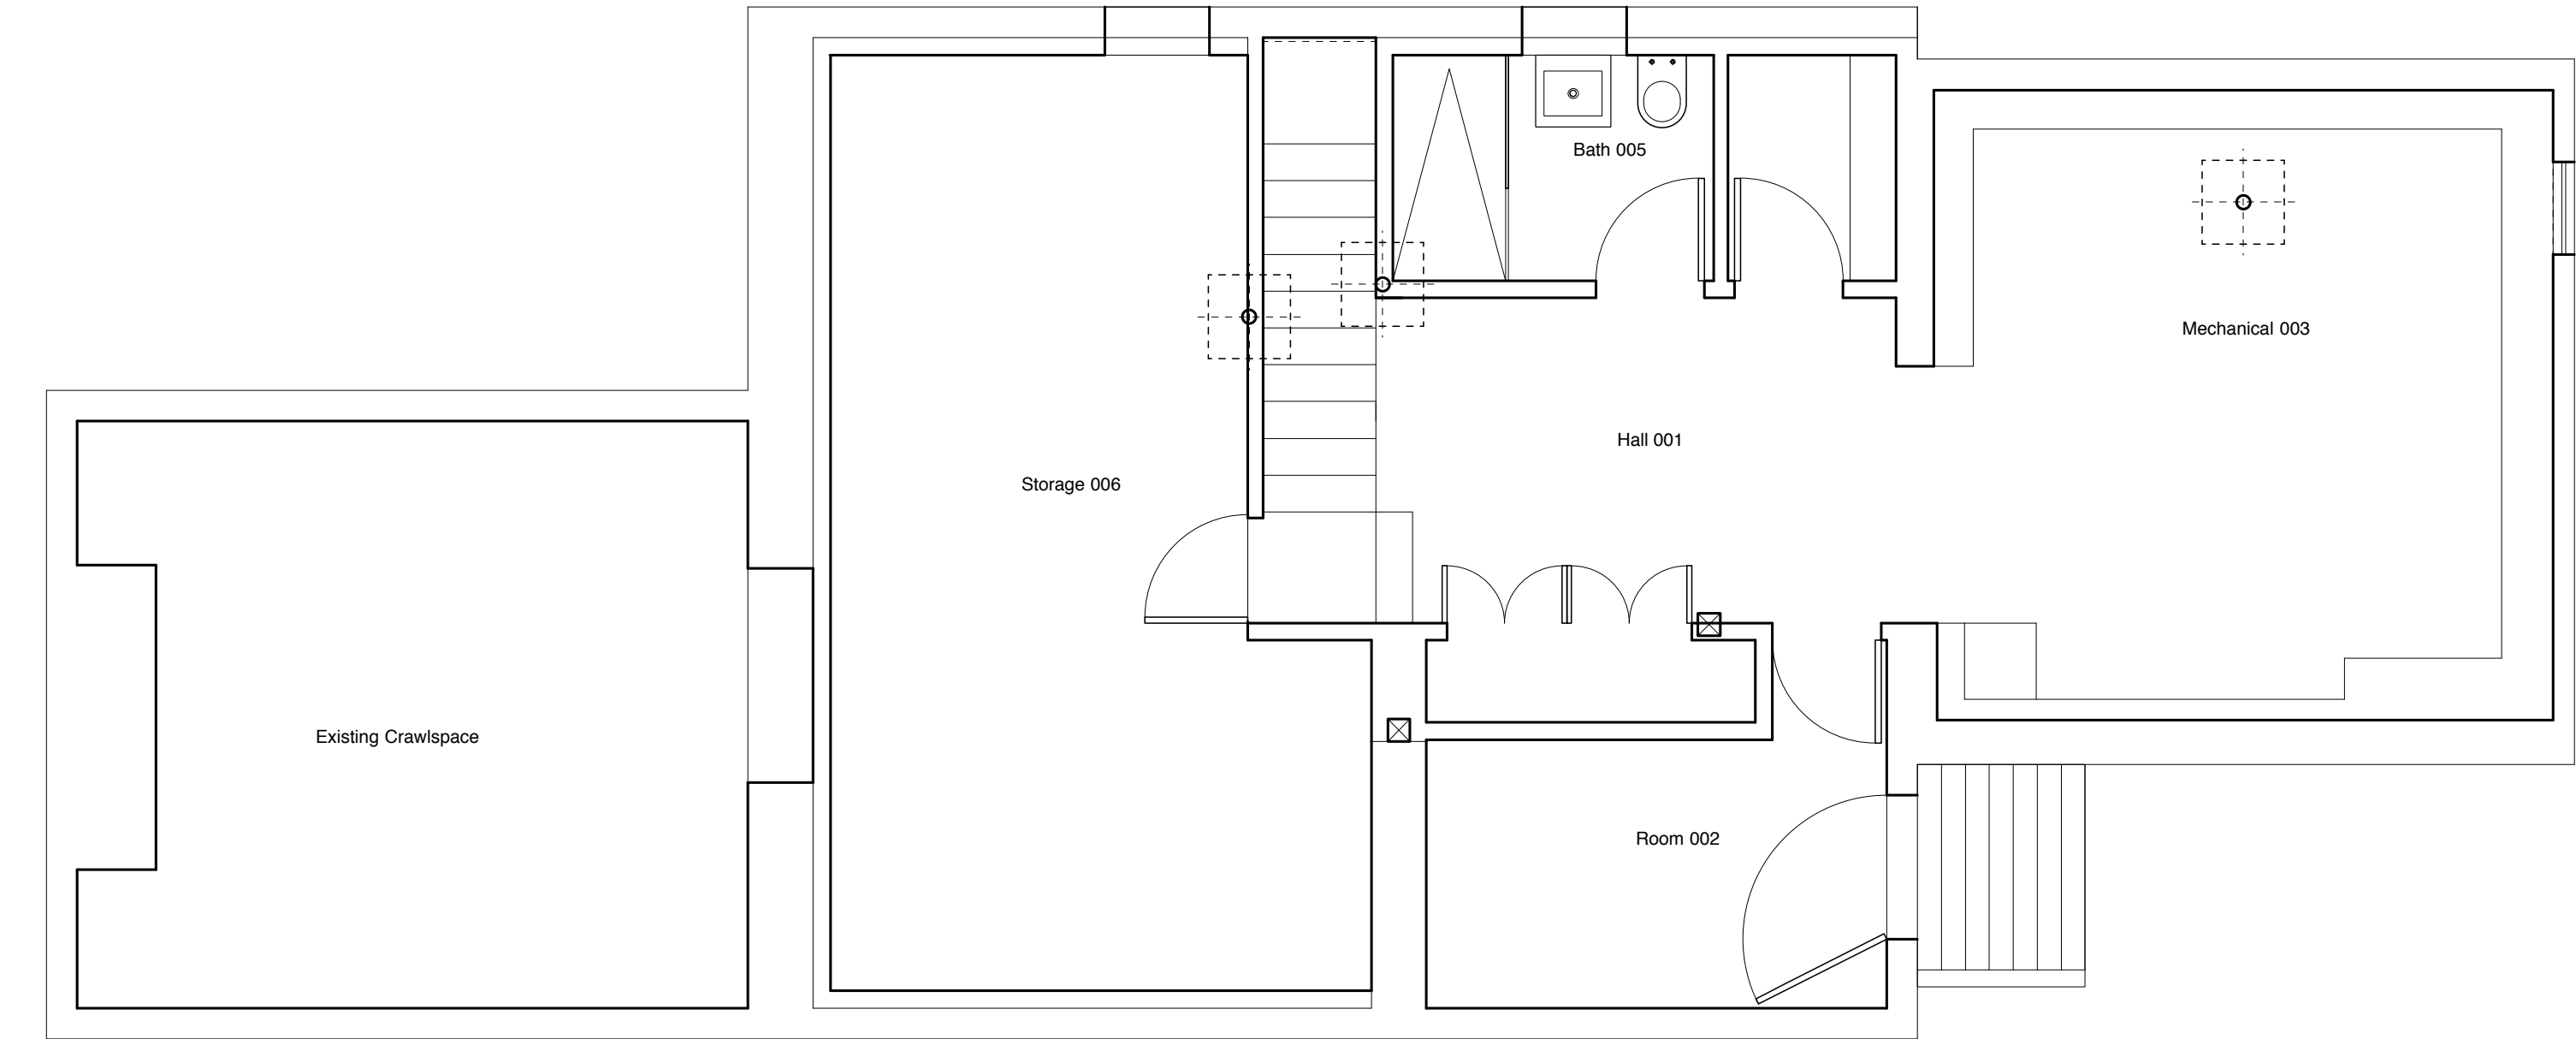 Bath 005
Mechanical 003
Hall 001
Storage 006
Existing Crawlspace
Room 002